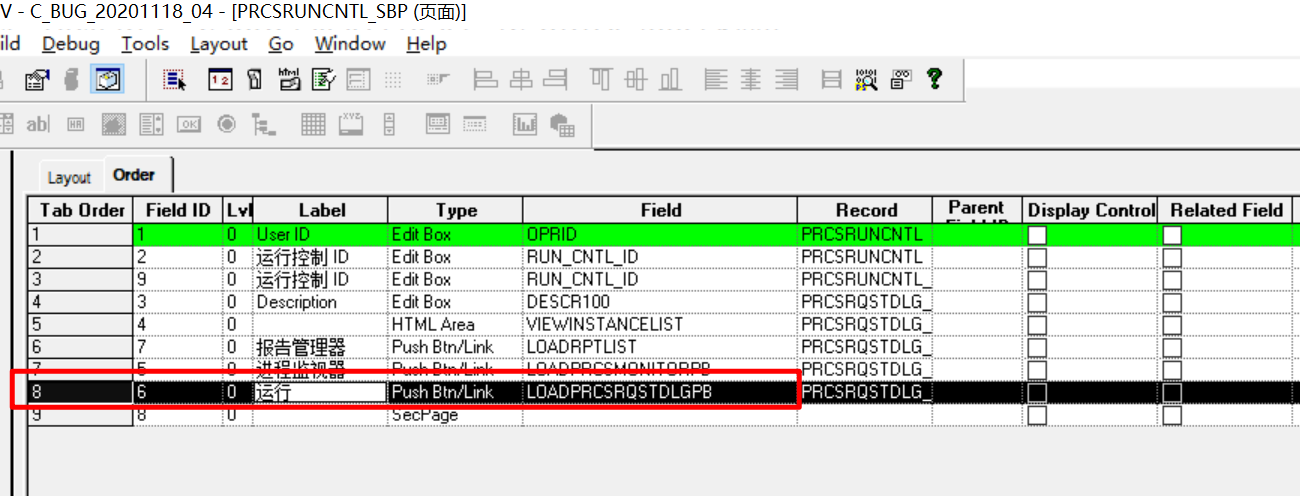 V - C_BUG_20201118_04 - [PRCSRUNCNTL_SBP (页面)]
ild Debug Tools Layout Go Window Help
Layout Order
Tab Order Field ID Lvl Label Type Field Record Parent Display Control Related Field
1 1 0 User ID Edit Box OPRID PRCSRUNCNTL
2 2 0 运行控制 ID Edit Box RUN_CNTL_ID PRCSRUNCNTL
3 9 0 运行控制 ID Edit Box RUN_CNTL_ID PRCSRUNCNTL_
4 3 0 Description Edit Box DESCR100 PRCSRQSTDLG_
5 4 0 HTML Area VIEWINSTANCELIST PRCSRQSTDLG_
6 7 0 报告管理器 Push Btn/Link LOADRPTLIST PRCSRQSTDLG_
7 5 0 进程监视器 Push Btn/Link LOADPRCSMONITORPB PRCSRQSTDLG_
8 6 0 运行 Push Btn/Link LOADPRCSRQSTDLGPB PRCSRQSTDLG_
9 8 0 SecPage